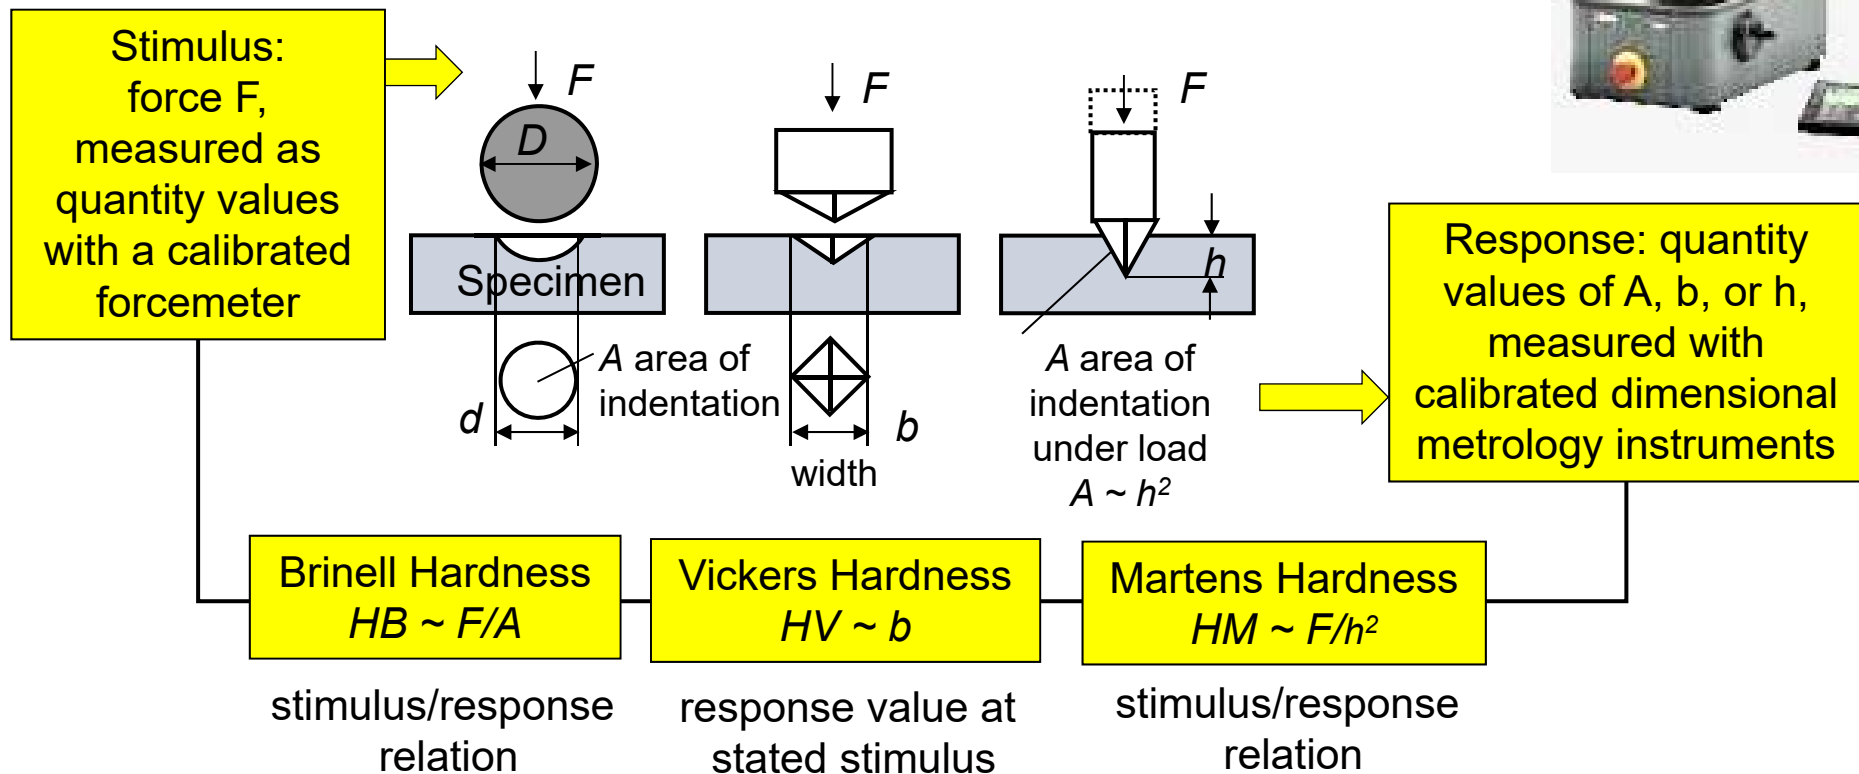 Stimulus:
force F,
measured as
quantity values
with a calibrated
forcemeter
F
D
Specimen
d
A area of
indentation
F
b
width
F
h
A area of
indentation
under load
A ~ h²
Response: quantity
values of A, b, or h,
measured with
calibrated dimensional
metrology instruments
Brinell Hardness
HB ~ F/A
stimulus/response
relation
Vickers Hardness
HV ~ b
response value at
stated stimulus
Martens Hardness
HM ~ F/h²
stimulus/response
relation